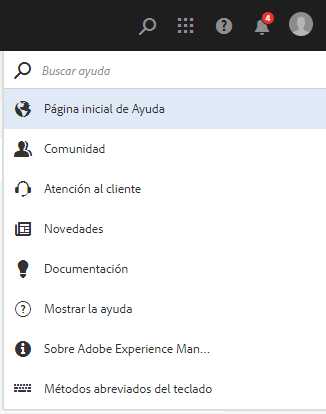 4
Buscar ayuda
Página inicial de Ayuda
Comunidad
Atención al cliente
Novedades
Documentación
Mostrar la ayuda
Sobre Adobe Experience Man...
Métodos abreviados del teclado